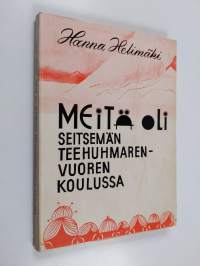 Hanna Helimäki
MEITÄ OLI
SEITSEMÄN
TEEHUHMAREN-
VUOREN
KOULUSSA